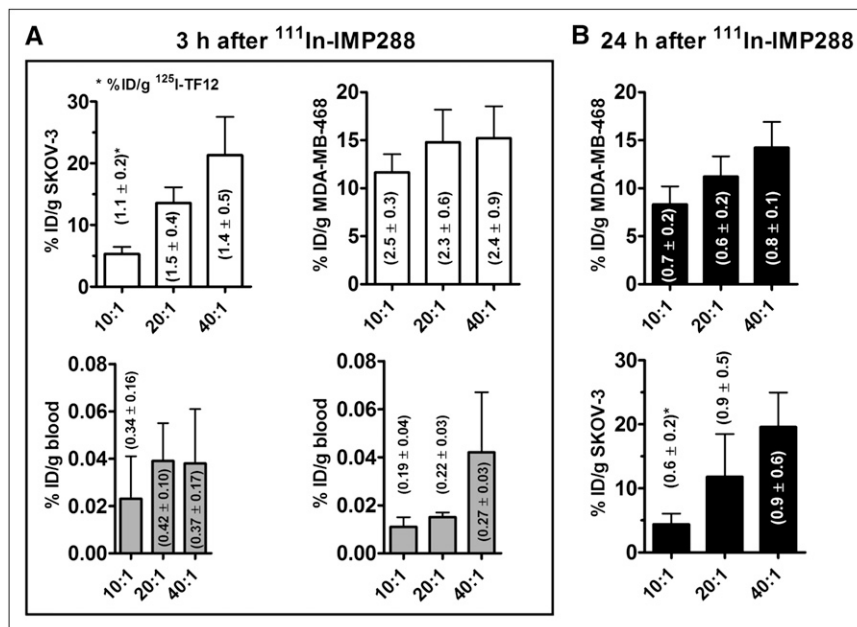 A
3 h after ¹¹¹In-IMP288
* %ID/g ¹²⁵I-TF12
% ID/g SKOV-3
30
20
10
0
(1.1 ± 0.2)*
(1.5 ± 0.4)
(1.4 ± 0.5)
10:1
20:1
40:1
% ID/g MDA-MB-468
20
15
10
5
0
(2.5 ± 0.3)
(2.3 ± 0.6)
(2.4 ± 0.9)
10:1
20:1
40:1
% ID/g blood
0.08
0.06
0.04
0.02
0.00
(0.34 ± 0.16)
(0.42 ± 0.10)
(0.37 ± 0.17)
10:1
20:1
40:1
% ID/g blood
0.08
0.06
0.04
0.02
0.00
(0.19 ± 0.04)
(0.22 ± 0.03)
(0.27 ± 0.03)
10:1
20:1
40:1
B
24 h after ¹¹¹In-IMP288
% ID/g MDA-MB-468
20
15
10
5
0
(0.7 ± 0.2)
(0.6 ± 0.2)
(0.8 ± 0.1)
10:1
20:1
40:1
% ID/g SKOV-3
30
20
10
0
(0.6 ± 0.2)*
(0.9 ± 0.5)
(0.9 ± 0.6)
10:1
20:1
40:1